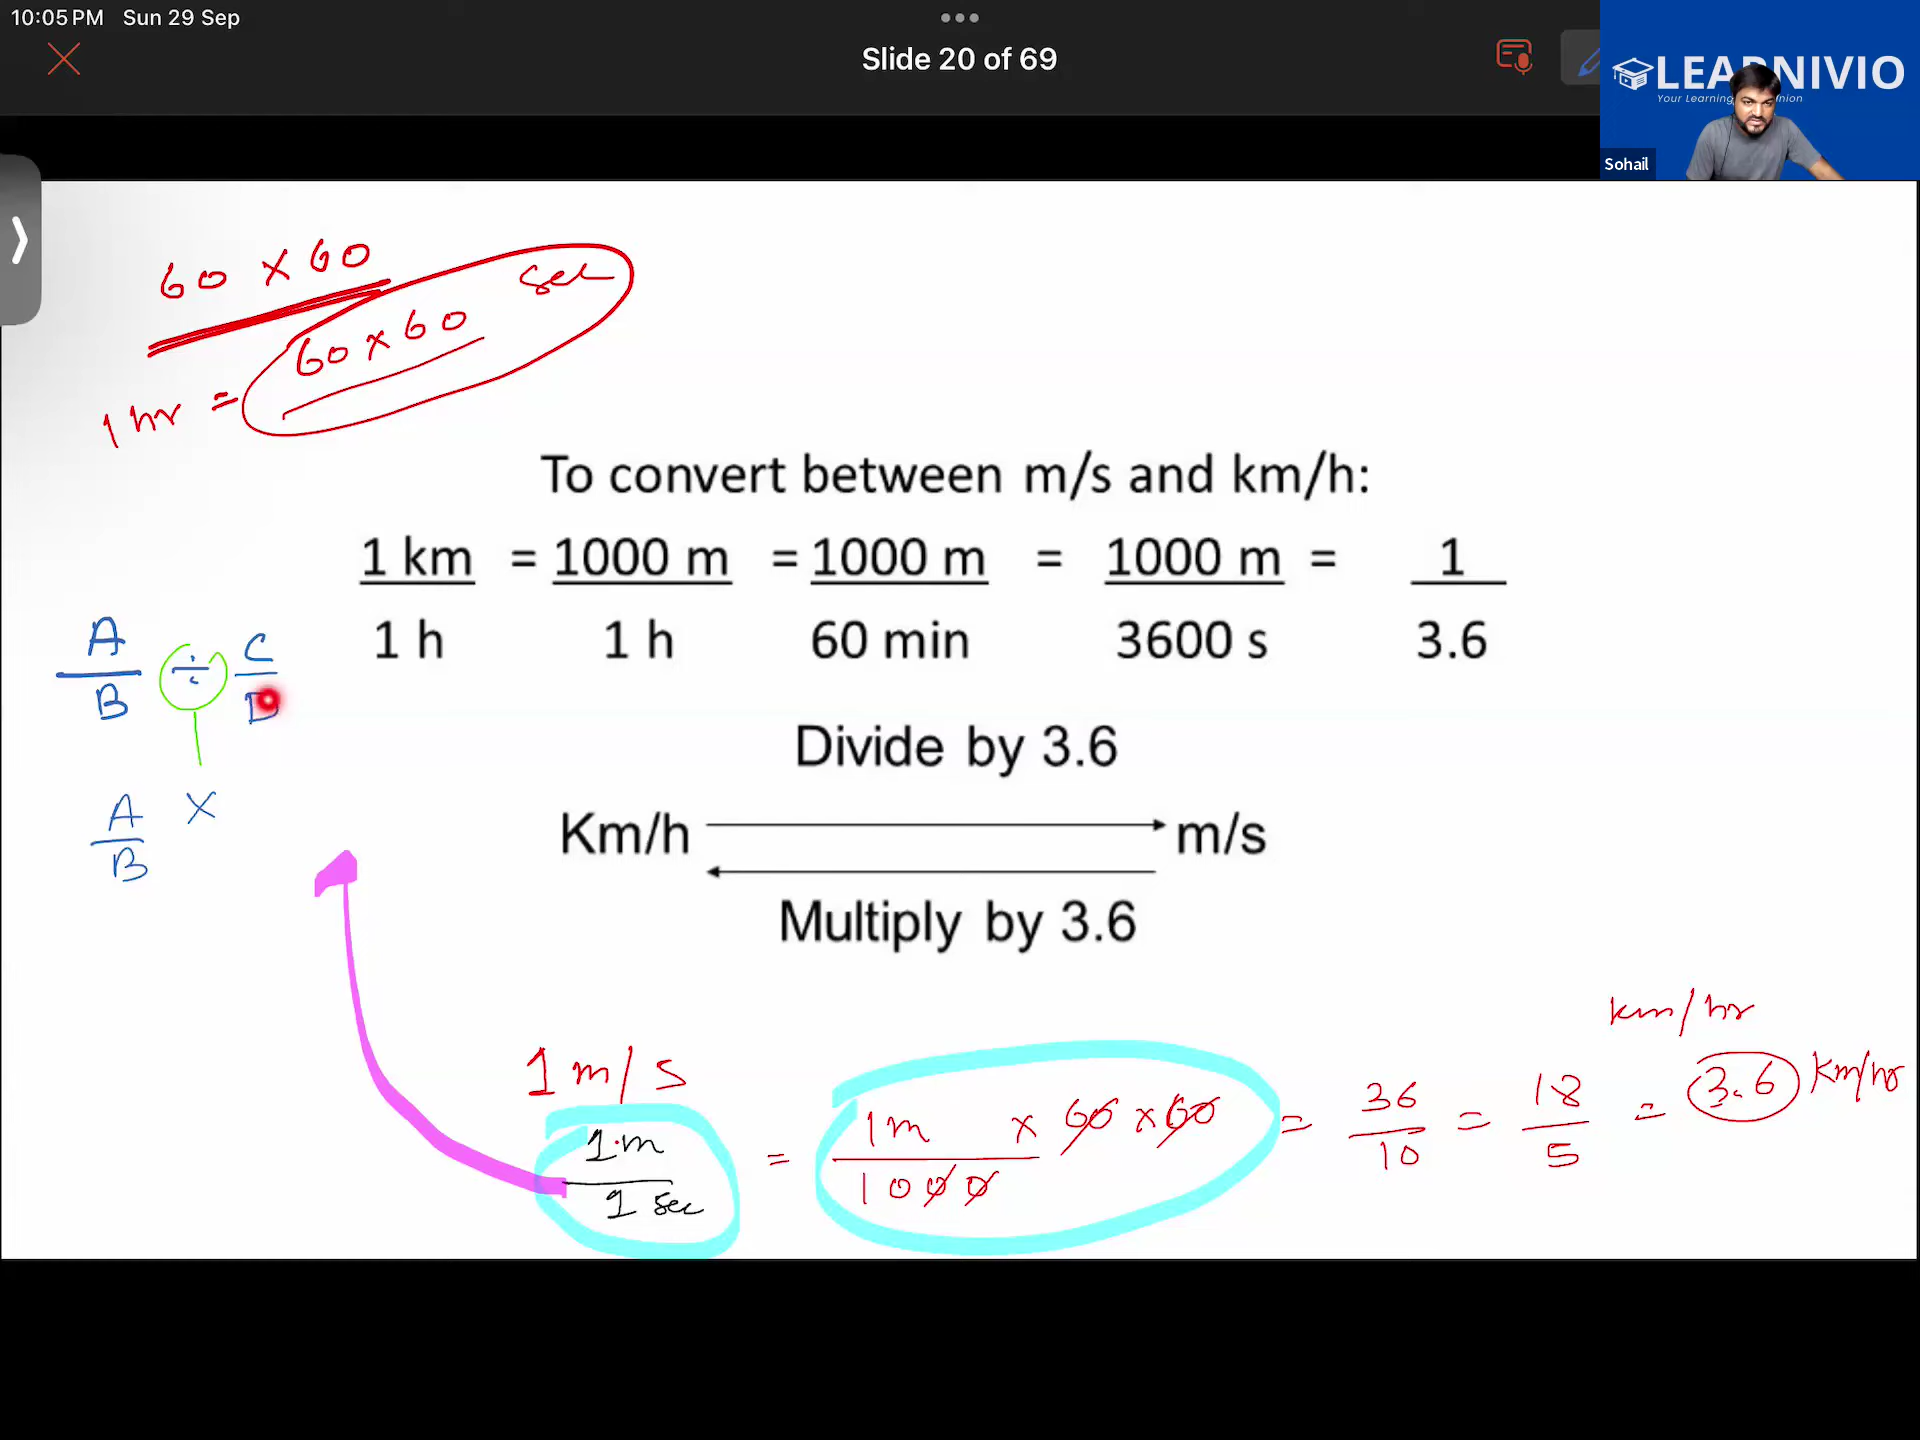 10:05 PM Sun 29 Sep
Slide 20 of 69
LEARNIVIO
Sohail
60 × 60
60 × 60 sec
1 hr =
To convert between m/s and km/h:
1 km = 1000 m = 1000 m = 1000 m = 1
1 h 1 h 60 min 3600 s 3.6
A ÷ C
B D
A ×
B
Divide by 3.6
Km/h m/s
Multiply by 3.6
km/hr
1 m/s
1m = 1m × 60 × 60 = 36 = 18 = 3.6 Km/hr
1 sec 1000 10 5